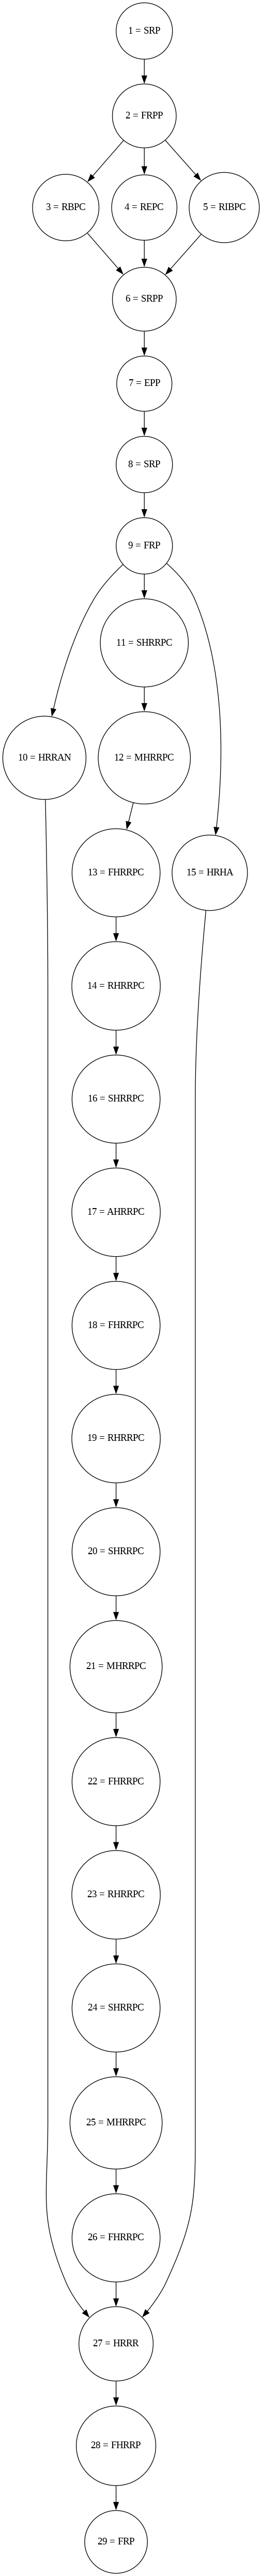 1 = SRP
2 = FRPP
3 = RBPC
4 = REPC
5 = RIBPC
6 = SRPP
7 = EPP
8 = SRP
9 = FRP
11 = SHRRPC
10 = HRRAN
12 = MHRRPC
13 = FHRRPC
15 = HRHA
14 = RHRRPC
16 = SHRRPC
17 = AHRRPC
18 = FHRRPC
19 = RHRRPC
20 = SHRRPC
21 = MHRRPC
22 = FHRRPC
23 = RHRRPC
24 = SHRRPC
25 = MHRRPC
26 = FHRRPC
27 = HRRR
28 = FHRRP
29 = FRP